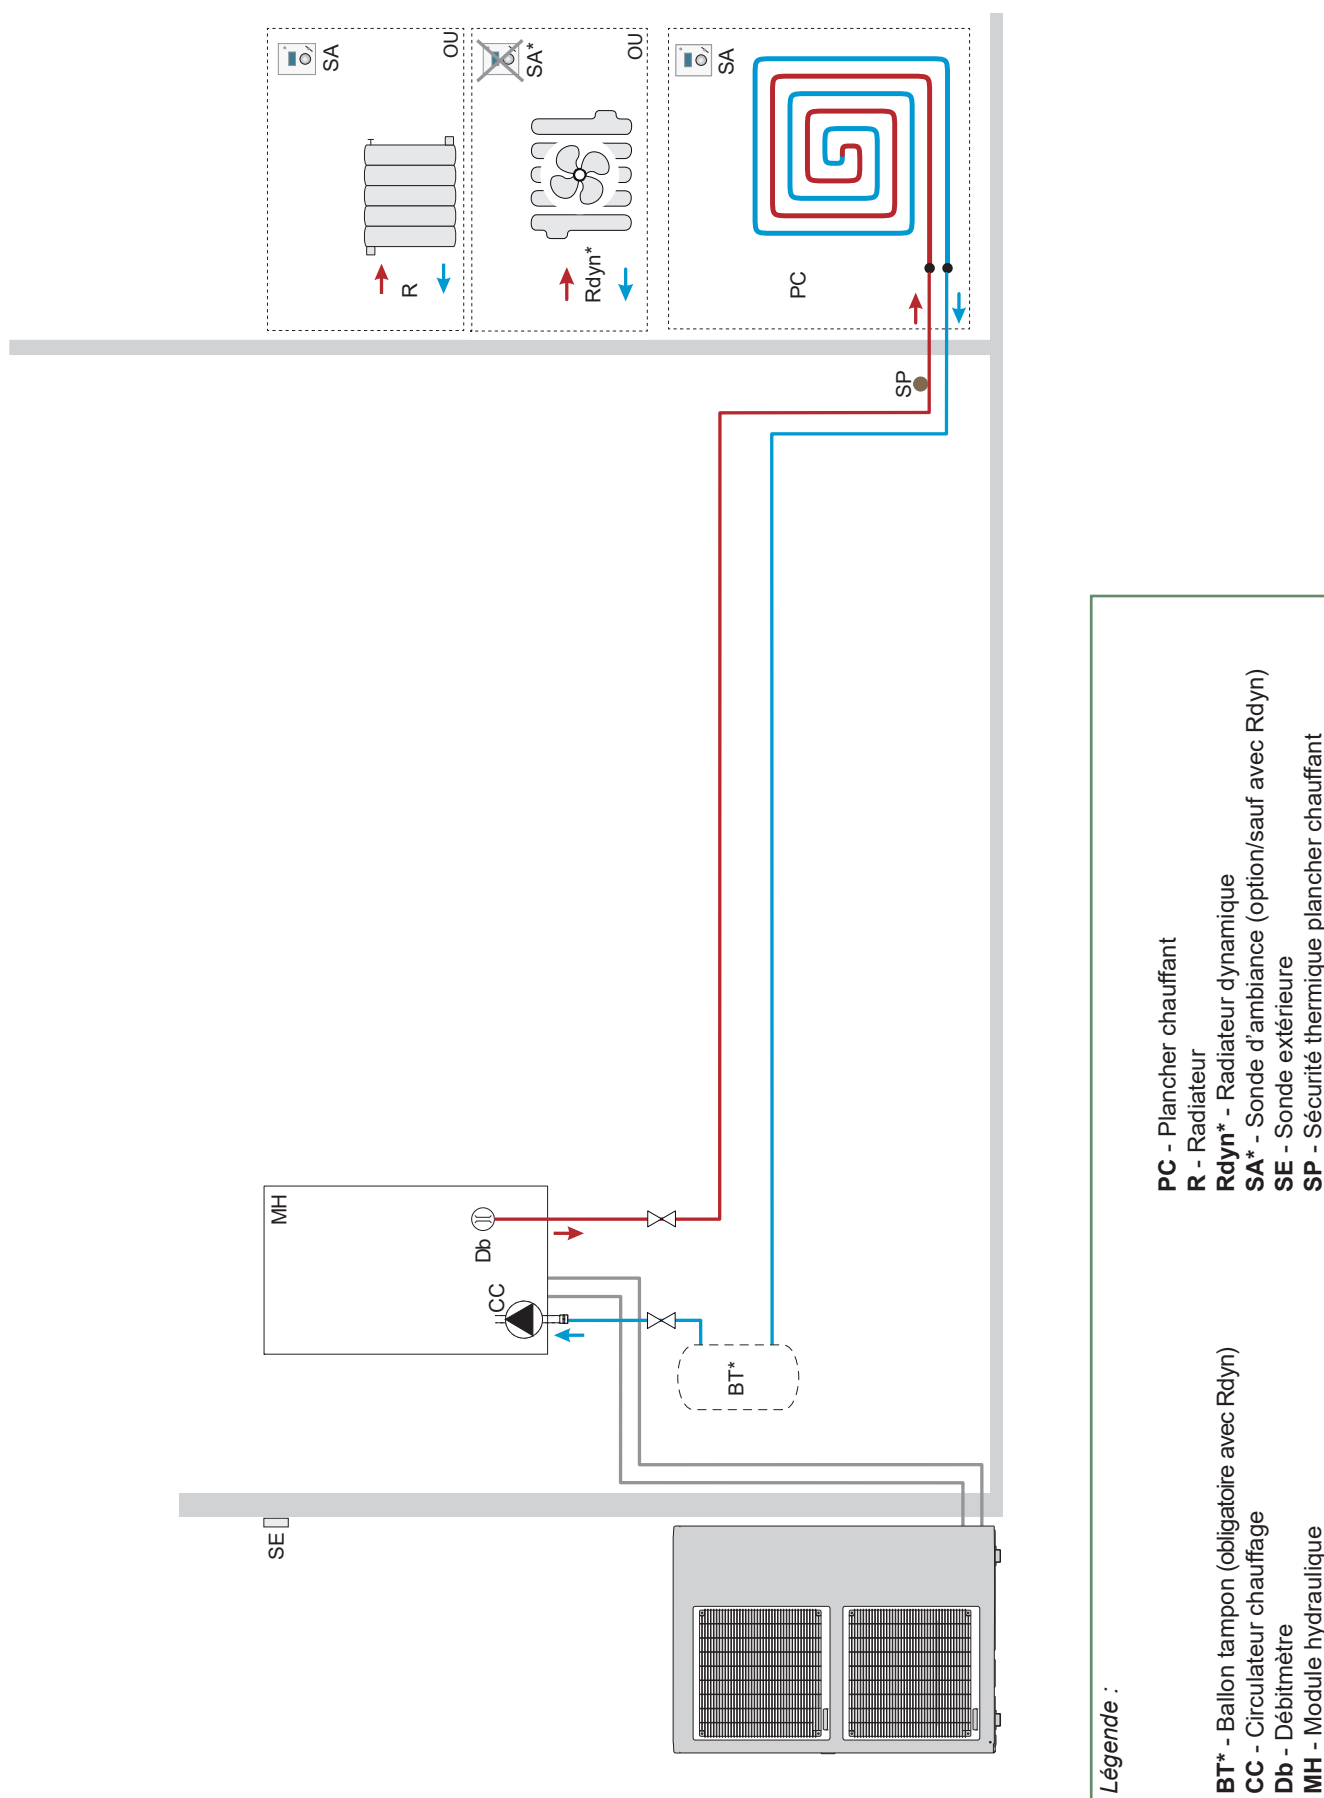 SE
MH
CC
Db
BT*
SP
SA
OU
R
SA*
OU
Rdyn*
SA
PC
Légende :
BT* - Ballon tampon (obligatoire avec Rdyn)
CC - Circulateur chauffage
Db - Débitmètre
MH - Module hydraulique
PC - Plancher chauffant
R - Radiateur
Rdyn* - Radiateur dynamique
SA* - Sonde d'ambiance (option/sauf avec Rdyn)
SE - Sonde extérieure
SP - Sécurité thermique plancher chauffant